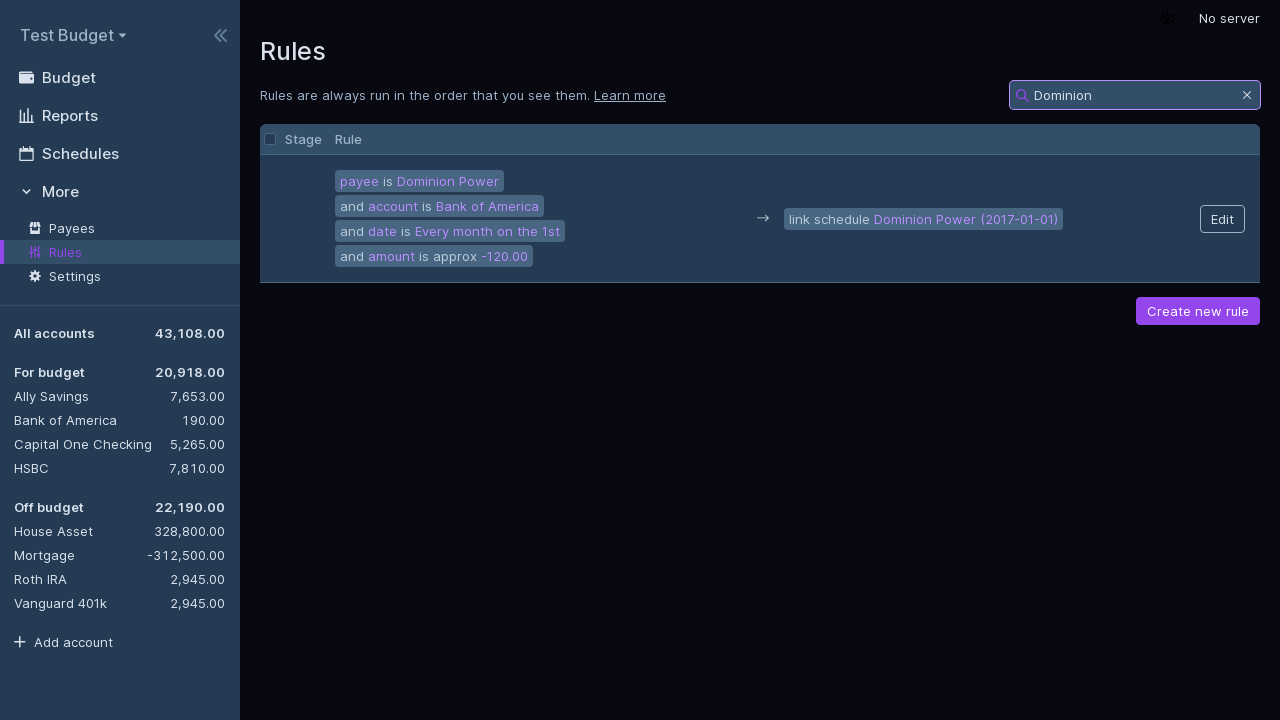 Test Budget
Budget
Reports
Schedules
More
Payees
Rules
Settings
All accounts 43,108.00
For budget 20,918.00
Ally Savings 7,653.00
Bank of America 190.00
Capital One Checking 5,265.00
HSBC 7,810.00
Off budget 22,190.00
House Asset 328,800.00
Mortgage -312,500.00
Roth IRA 2,945.00
Vanguard 401k 2,945.00
Add account
No server
Rules
Rules are always run in the order that you see them. Learn more
Dominion
Stage Rule
payee is Dominion Power
and account is Bank of America
and date is Every month on the 1st
and amount is approx -120.00
link schedule Dominion Power (2017-01-01)
Edit
Create new rule